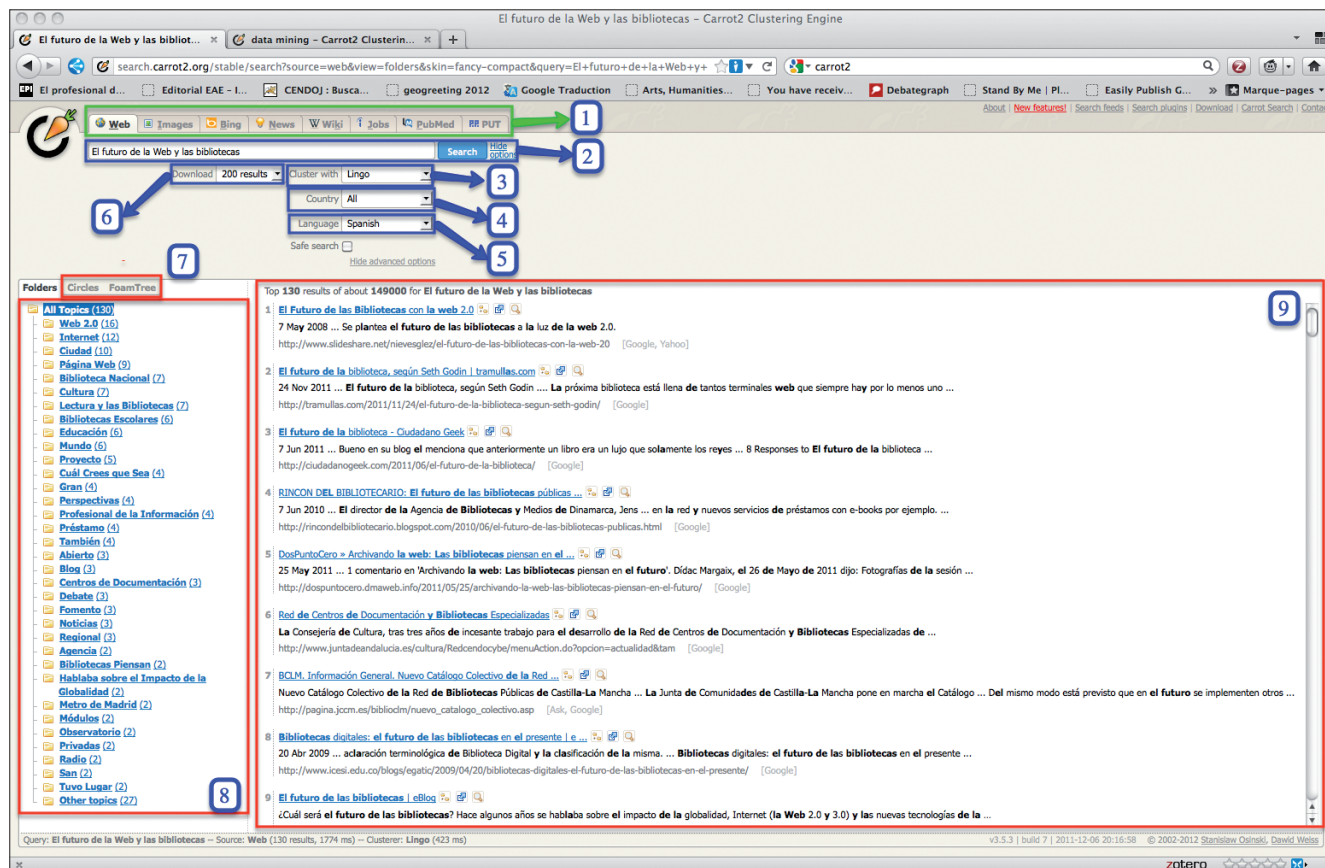 El futuro de la Web y las bibliotecas – Carrot2 Clustering Engine
El futuro de la Web y las bibliot... × data mining – Carrot2 Clusterin... × +
search.carrot2.org/stable/search?source=web&view=folders&skin=fancy-compact&query=El+futuro+de+la+Web+y+ carrot2
EPI El profesional d... Editorial EAE – I... CENDOJ : Busca... geogreeting 2012 Google Traduction Arts, Humanities... You have receiv... Debategraph Stand By Me | Pl... Easily Publish G... » Marque-pages
About | New features! | Search feeds | Search plugins | Download | Carrot Search |
Web Images Bing News Wiki Jobs PubMed PUT
1
El futuro de la Web y las bibliotecas Search Hide options
2
Download 200 results Cluster with Lingo
3
Country All
6
4
Language Spanish
Safe search
5
Hide advanced options
7
Folders Circles FoamTree
All Topics (130)
Web 2.0 (16)
Internet (12)
Ciudad (10)
Página Web (9)
Biblioteca Nacional (7)
Cultura (7)
Lectura y las Bibliotecas (7)
Bibliotecas Escolares (6)
Educación (6)
Mundo (6)
Proyecto (5)
Cuál Crees que Sea (4)
Gran (4)
Perspectivas (4)
Profesional de la Información (4)
Préstamo (4)
También (4)
Abierto (3)
Blog (3)
Centros de Documentación (3)
Debate (3)
Fomento (3)
Noticias (3)
Regional (3)
Agencia (2)
Bibliotecas Piensan (2)
Hablaba sobre el Impacto de la
Globalidad (2)
Metro de Madrid (2)
Módulos (2)
Observatorio (2)
Privadas (2)
Radio (2)
San (2)
Tuvo Lugar (2)
Other topics (27)
8
Top 130 results of about 149000 for El futuro de la Web y las bibliotecas
9
1 El Futuro de las Bibliotecas con la web 2.0
7 May 2008 ... Se plantea el futuro de las bibliotecas a la luz de la web 2.0.
http://www.slideshare.net/nievesglez/el-futuro-de-las-bibliotecas-con-la-web-20 [Google, Yahoo]
2 El futuro de la biblioteca, según Seth Godin | tramullas.com
24 Nov 2011 ... El futuro de la biblioteca, según Seth Godin .... La próxima biblioteca está llena de tantos terminales web que siempre hay por lo menos uno ...
http://tramullas.com/2011/11/24/el-futuro-de-la-biblioteca-segun-seth-godin/ [Google]
3 El futuro de la biblioteca - Ciudadano Geek
7 Jun 2011 ... Bueno en su blog el menciona que anteriormente un libro era un lujo que solamente los reyes ... 8 Responses to El futuro de la biblioteca ...
http://ciudadanogeek.com/2011/06/el-futuro-de-la-biblioteca/ [Google]
4 RINCON DEL BIBLIOTECARIO: El futuro de las bibliotecas públicas ...
7 Jun 2010 ... El director de la Agencia de Bibliotecas y Medios de Dinamarca, Jens ... en la red y nuevos servicios de préstamos con e-books por ejemplo. ...
http://rincondelbibliotecario.blogspot.com/2010/06/el-futuro-de-las-bibliotecas-publicas.html [Google]
5 DosPuntoCero » Archivando la web: Las bibliotecas piensan en el ...
25 May 2011 ... 1 comentario en 'Archivando la web: Las bibliotecas piensan en el futuro'. Dídac Margaix, el 26 de Mayo de 2011 dijo: Fotografías de la sesión ...
http://dospuntocero.dmaweb.info/2011/05/25/archivando-la-web-las-bibliotecas-piensan-en-el-futuro/ [Google]
6 Red de Centros de Documentación y Bibliotecas Especializadas
La Consejería de Cultura, tras tres años de incesante trabajo para el desarrollo de la Red de Centros de Documentación y Bibliotecas Especializadas de ...
http://www.juntadeandalucia.es/cultura/Redcendocybe/menuAction.do?opcion=actualidad&tam [Google]
7 BCLM. Información General. Nuevo Catálogo Colectivo de la Red ...
Nuevo Catálogo Colectivo de la Red de Bibliotecas Públicas de Castilla-La Mancha ... La Junta de Comunidades de Castilla-La Mancha pone en marcha el Catálogo ... Del mismo modo está previsto que en el futuro se implementen otros ...
http://pagina.jccm.es/biblioclm/nuevo_catalogo_colectivo.asp [Ask, Google]
8 Bibliotecas digitales: el futuro de las bibliotecas en el presente | e ...
20 Abr 2009 ... aclaración terminológica de Biblioteca Digital y la clasificación de la misma. ... Bibliotecas digitales: el futuro de las bibliotecas en el presente ...
http://www.icesi.edu.co/blogs/egatic/2009/04/20/bibliotecas-digitales-el-futuro-de-las-bibliotecas-en-el-presente/ [Google]
9 El futuro de las bibliotecas | eBlog
¿Cuál será el futuro de las bibliotecas? Hace algunos años se hablaba sobre el impacto de la globalidad, Internet (la Web 2.0 y 3.0) y las nuevas tecnologías de la ...
Query: El futuro de la Web y las bibliotecas -- Source: Web (130 results, 1774 ms) -- Clusterer: Lingo (423 ms) v3.5.3 | build 7 | 2011-12-06 20:16:58 © 2002-2012 Stanislaw Osinski, Dawid Weiss
× zotero